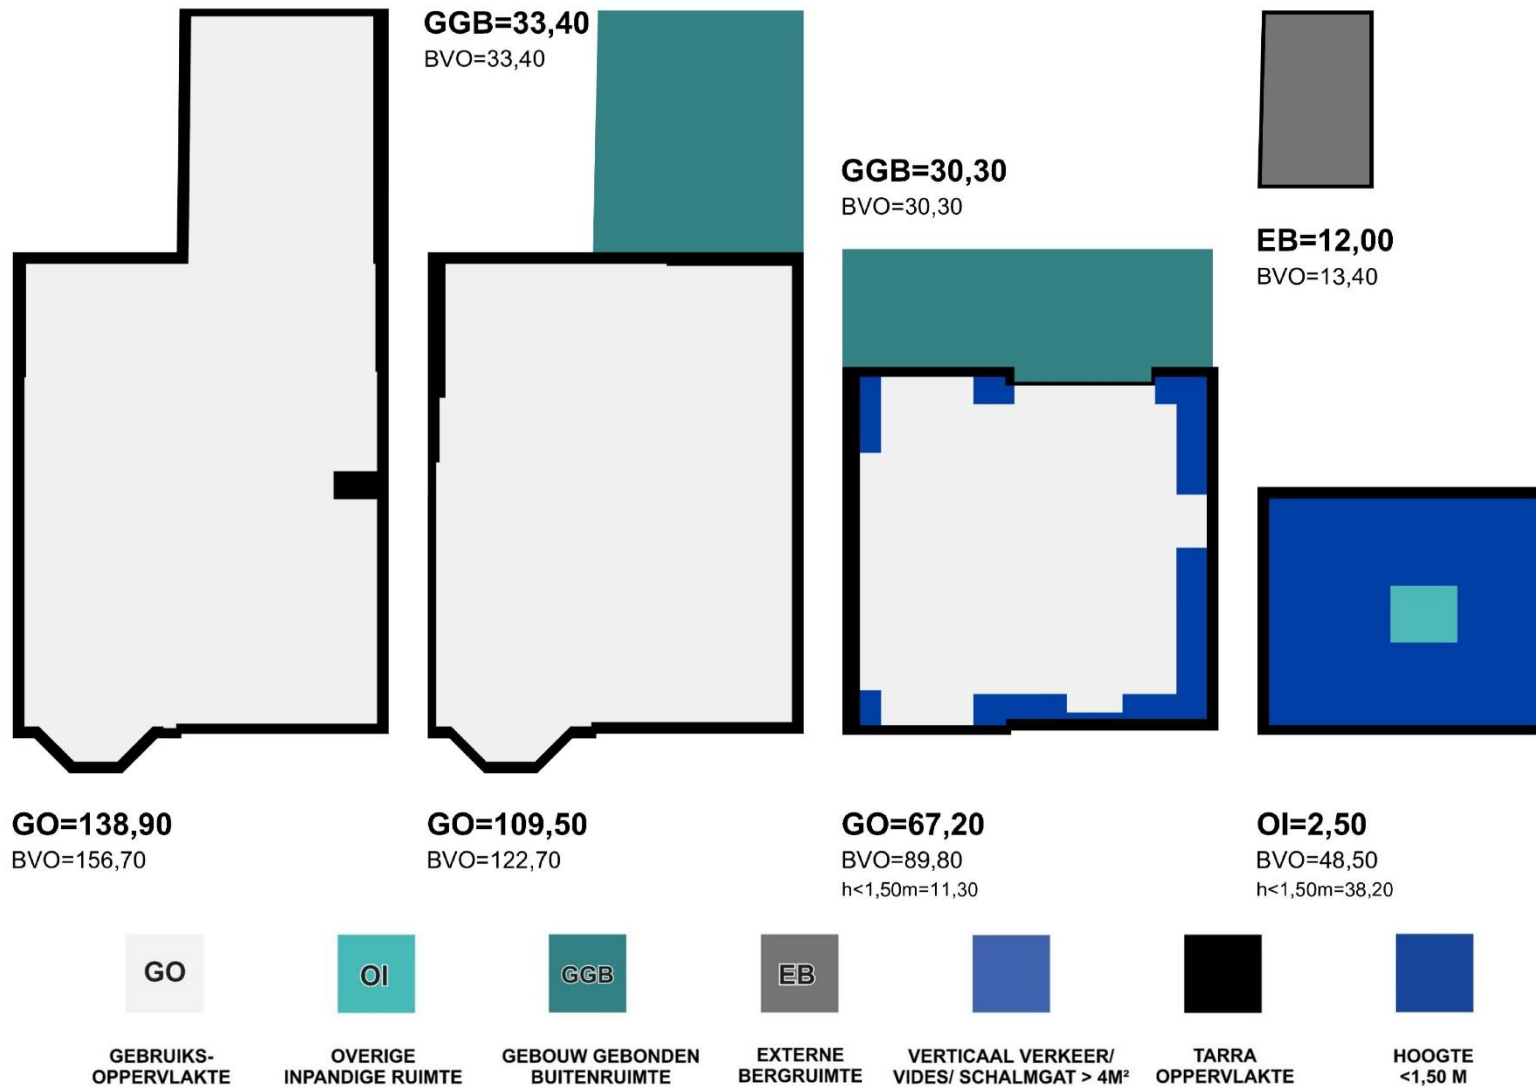 GGB=33,40
BVO=33,40
GGB=30,30
BVO=30,30
EB=12,00
BVO=13,40
GO=138,90
BVO=156,70
GO=109,50
BVO=122,70
GO=67,20
BVO=89,80
h<1,50m=11,30
OI=2,50
BVO=48,50
h<1,50m=38,20
GO
OI
GGB
EB
GEBRUIKS-
OPPERVLAKTE
OVERIGE
INPANDIGE RUIMTE
GEBOUW GEBONDEN
BUITENRUIMTE
EXTERNE
BERGRUIMTE
VERTICAAL VERKEER/
VIDES/ SCHALMGAT > 4M²
TARRA
OPPERVLAKTE
HOOGTE
<1,50 M